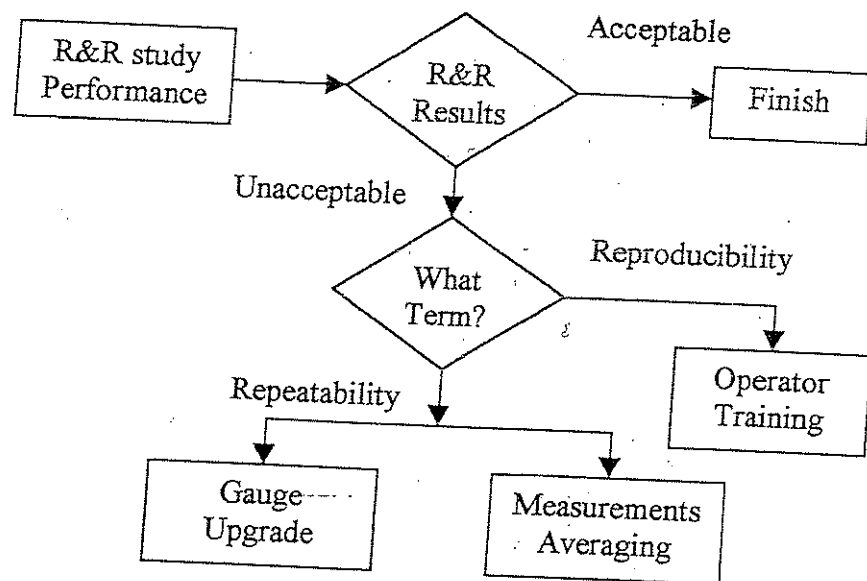 R&R study
Performance
R&R
Results
Acceptable
Finish
Unacceptable
What
Term?
Reproducibility
Operator
Training
Repeatability
Gauge
Upgrade
Measurements
Averaging